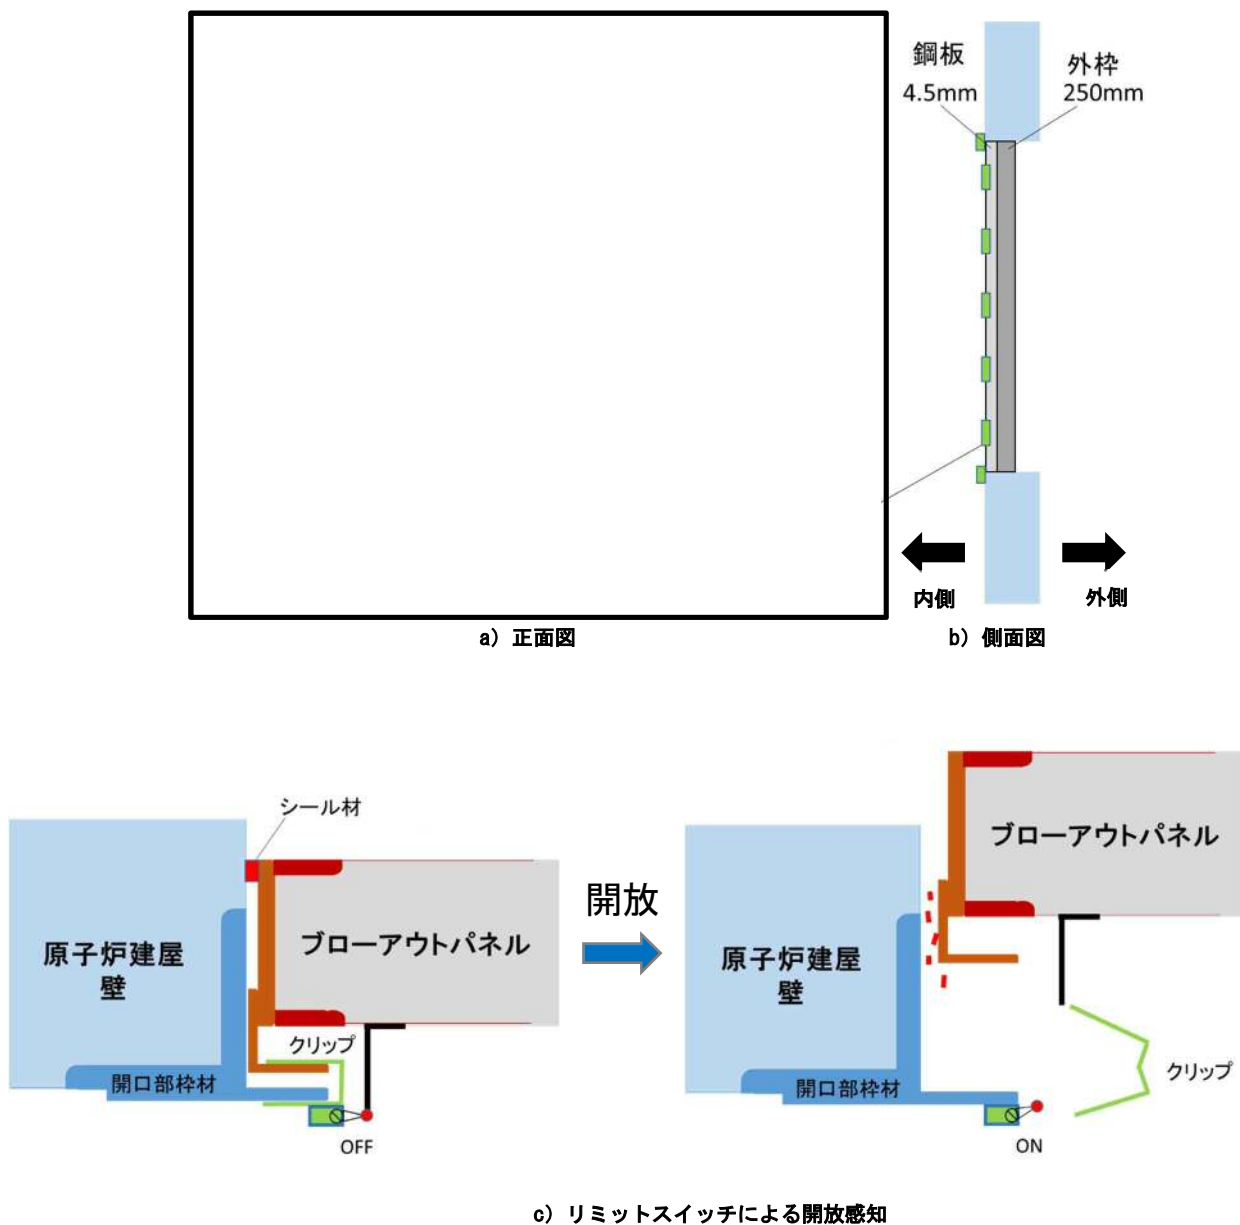 鋼板
4.5mm
外枠
250mm
内側
外側
a）正面図
b）側面図
シール材
原子炉建屋
壁
ブローアウトパネル
クリップ
開口部枠材
OFF
開放
ブローアウトパネル
原子炉建屋
壁
クリップ
開口部枠材
ON
c）リミットスイッチによる開放感知